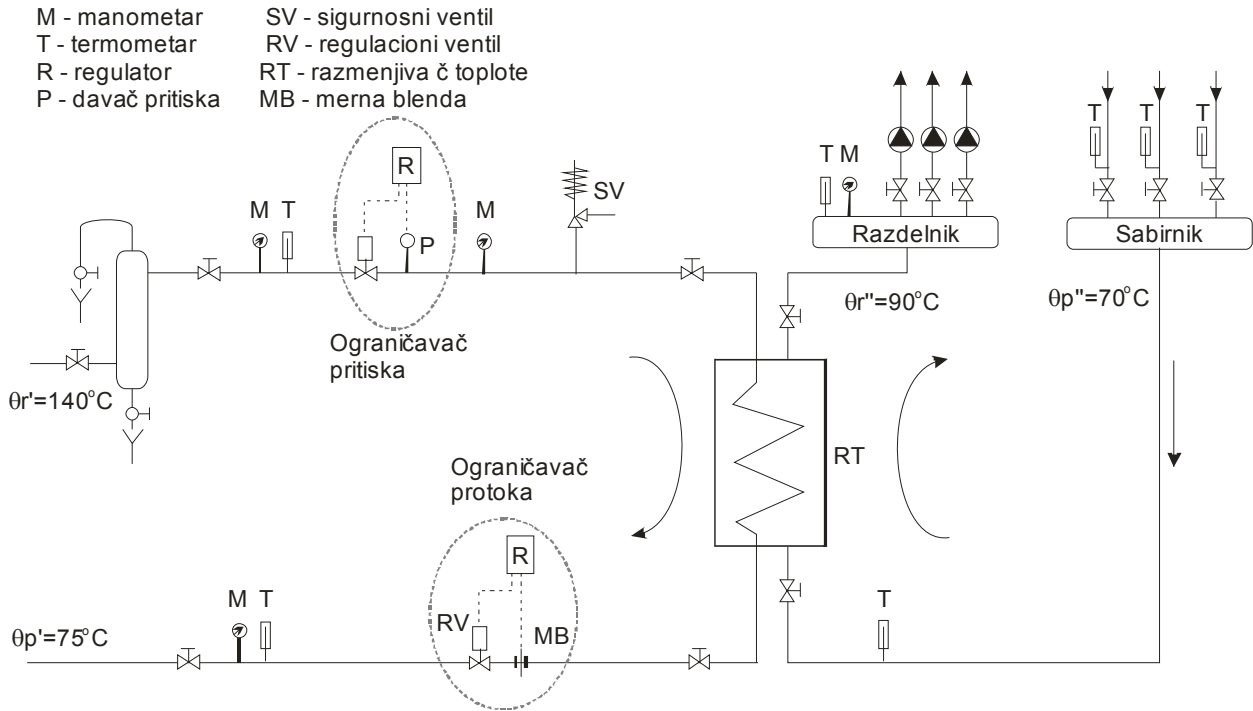 M - manometar
T - termometar
R - regulator
P - davač pritiska
SV - sigurnosni ventil
RV - regulacioni ventil
RT - razmenjiva č toplote
MB - merna blenda
R
SV
M T
P
M
T M
T T T
Razdelnik
Sabirnik
θr''=90°C
θp''=70°C
Ograničavač
pritiska
θr'=140°C
RT
Ograničavač
protoka
R
M T
RV
MB
T
θp'=75°C